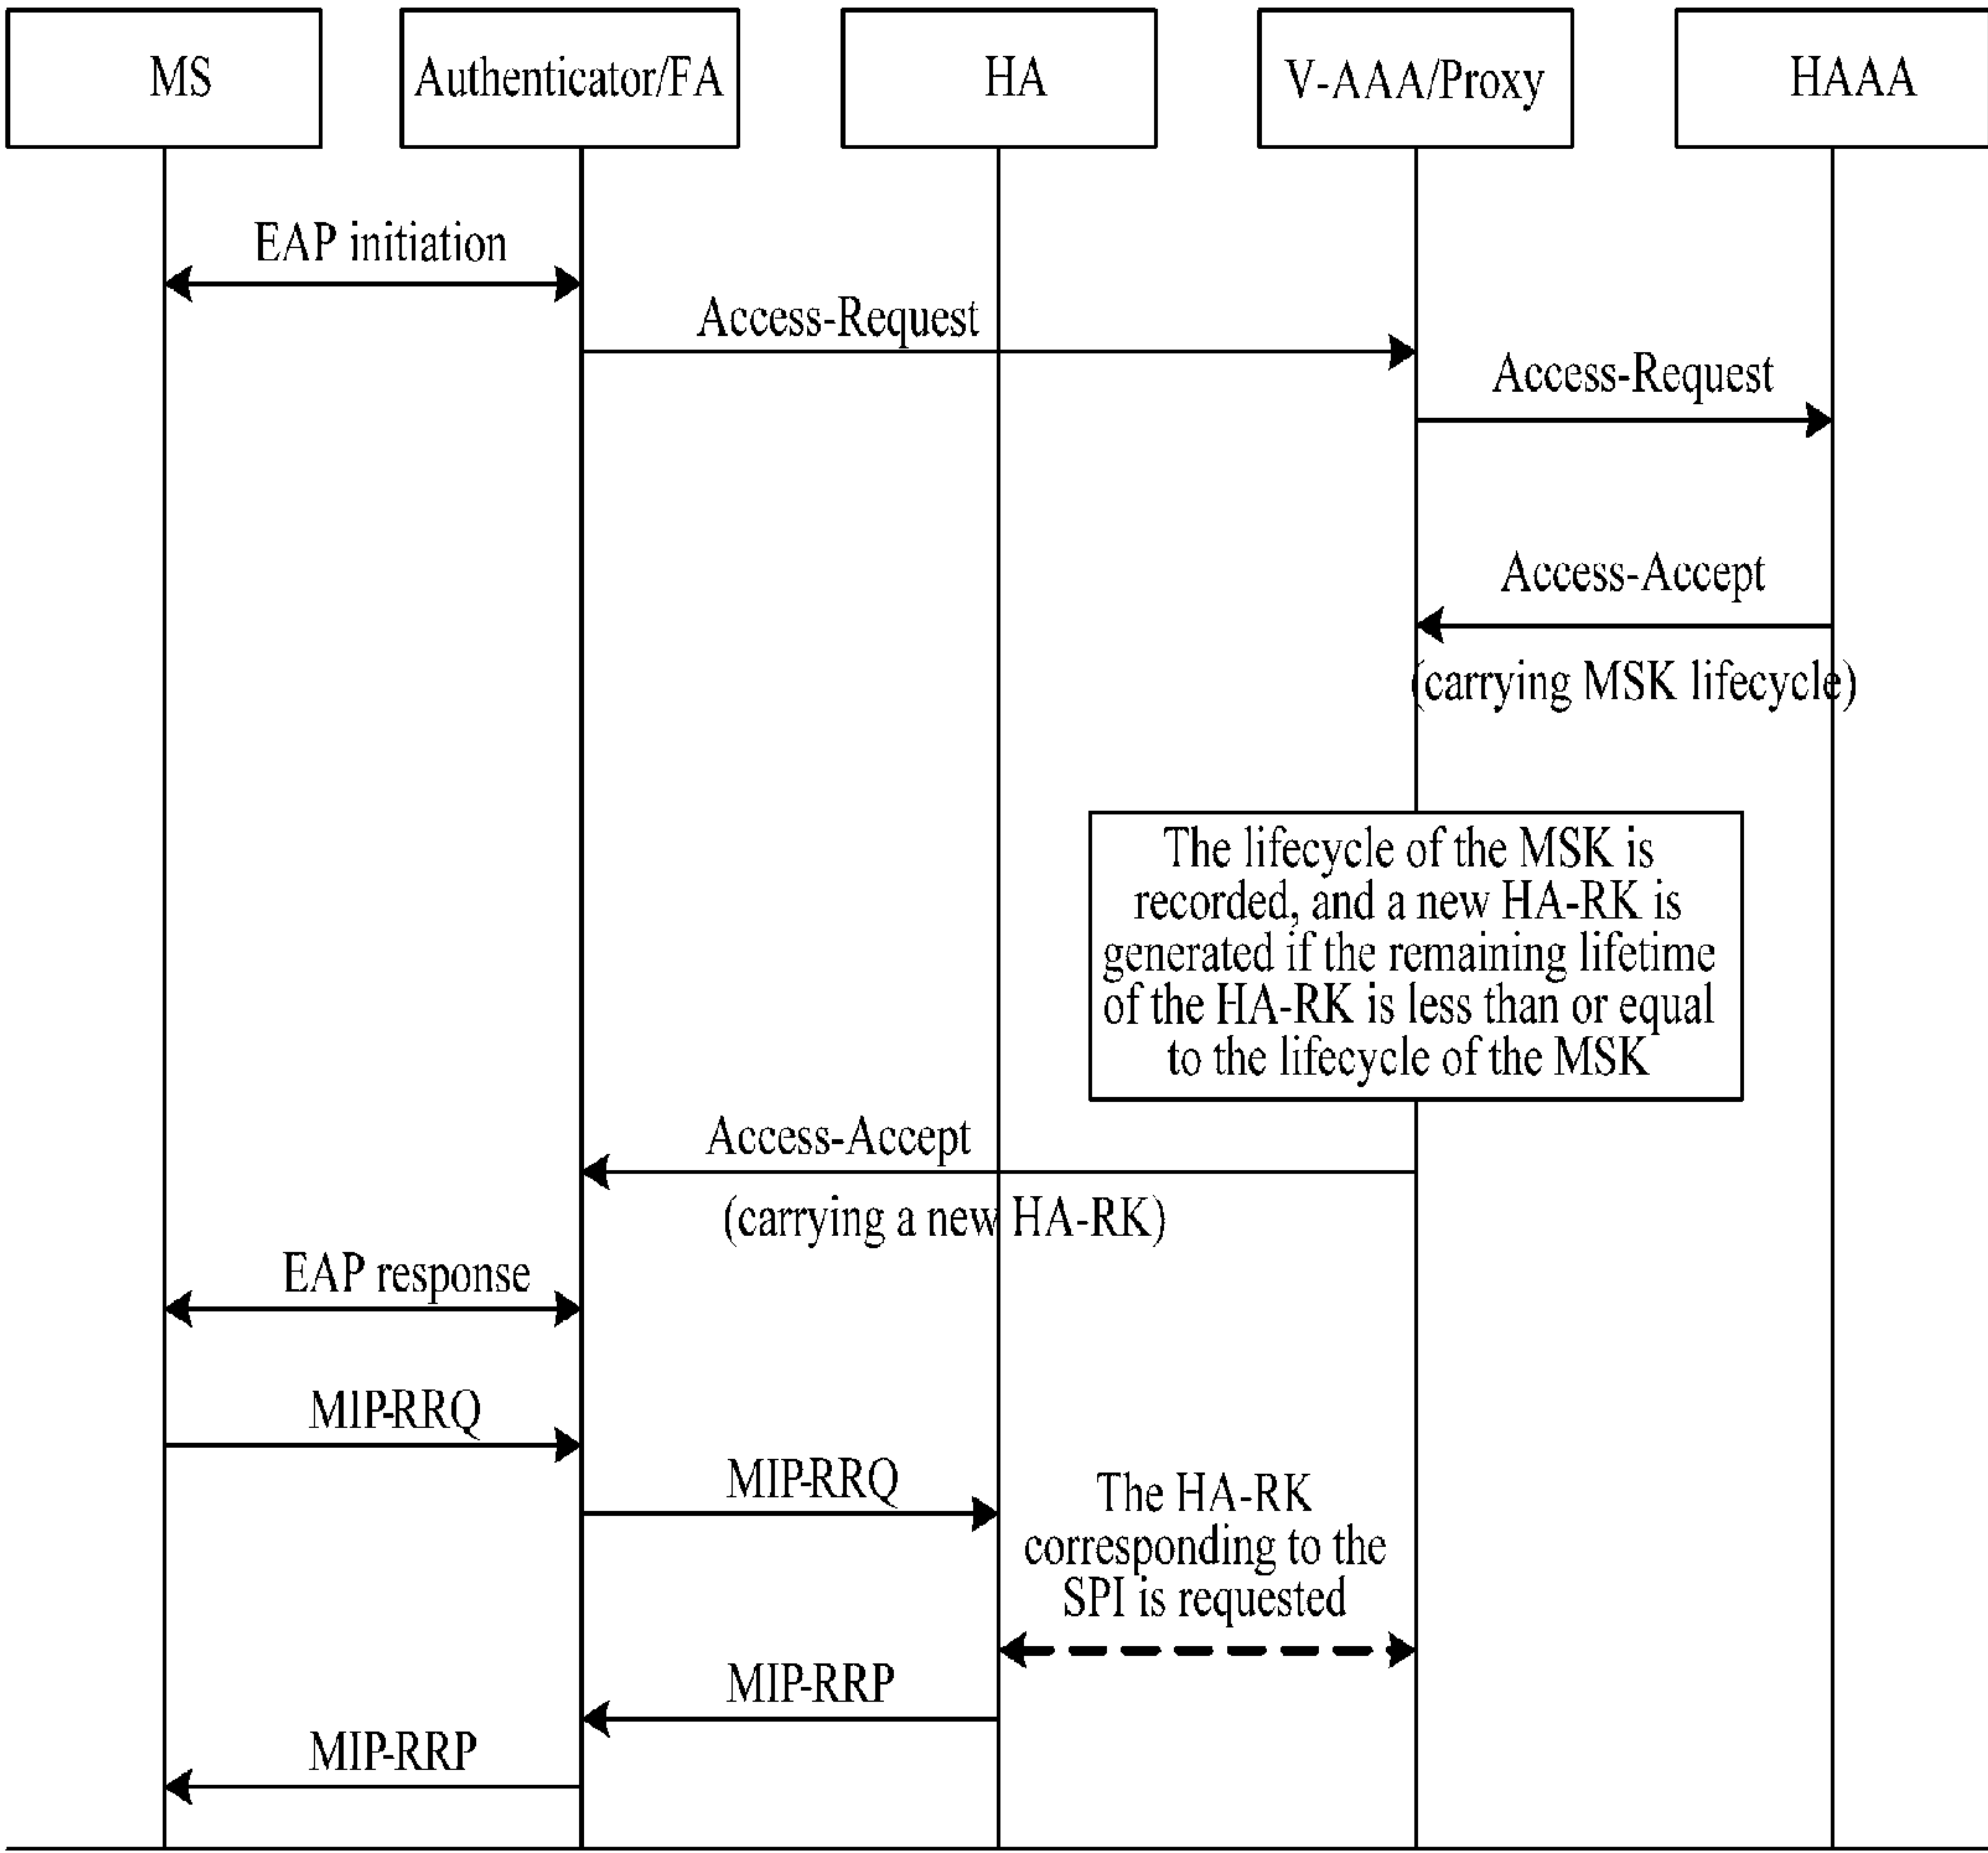 MS
Authenticator/FA
HA
V-AAA/Proxy
HAAA
EAP initiation
Access-Request
Access-Request
Access-Accept
(carrying MSK lifecycle)
The lifecycle of the MSK is
recorded, and a new HA-RK is
generated if the remaining lifetime
of the HA-RK is less than or equal
to the lifecycle of the MSK
Access-Accept
(carrying a new HA-RK)
EAP response
MIP-RRQ
MIP-RRQ
The HA-RK
corresponding to the
SPI is requested
MIP-RRP
MIP-RRP